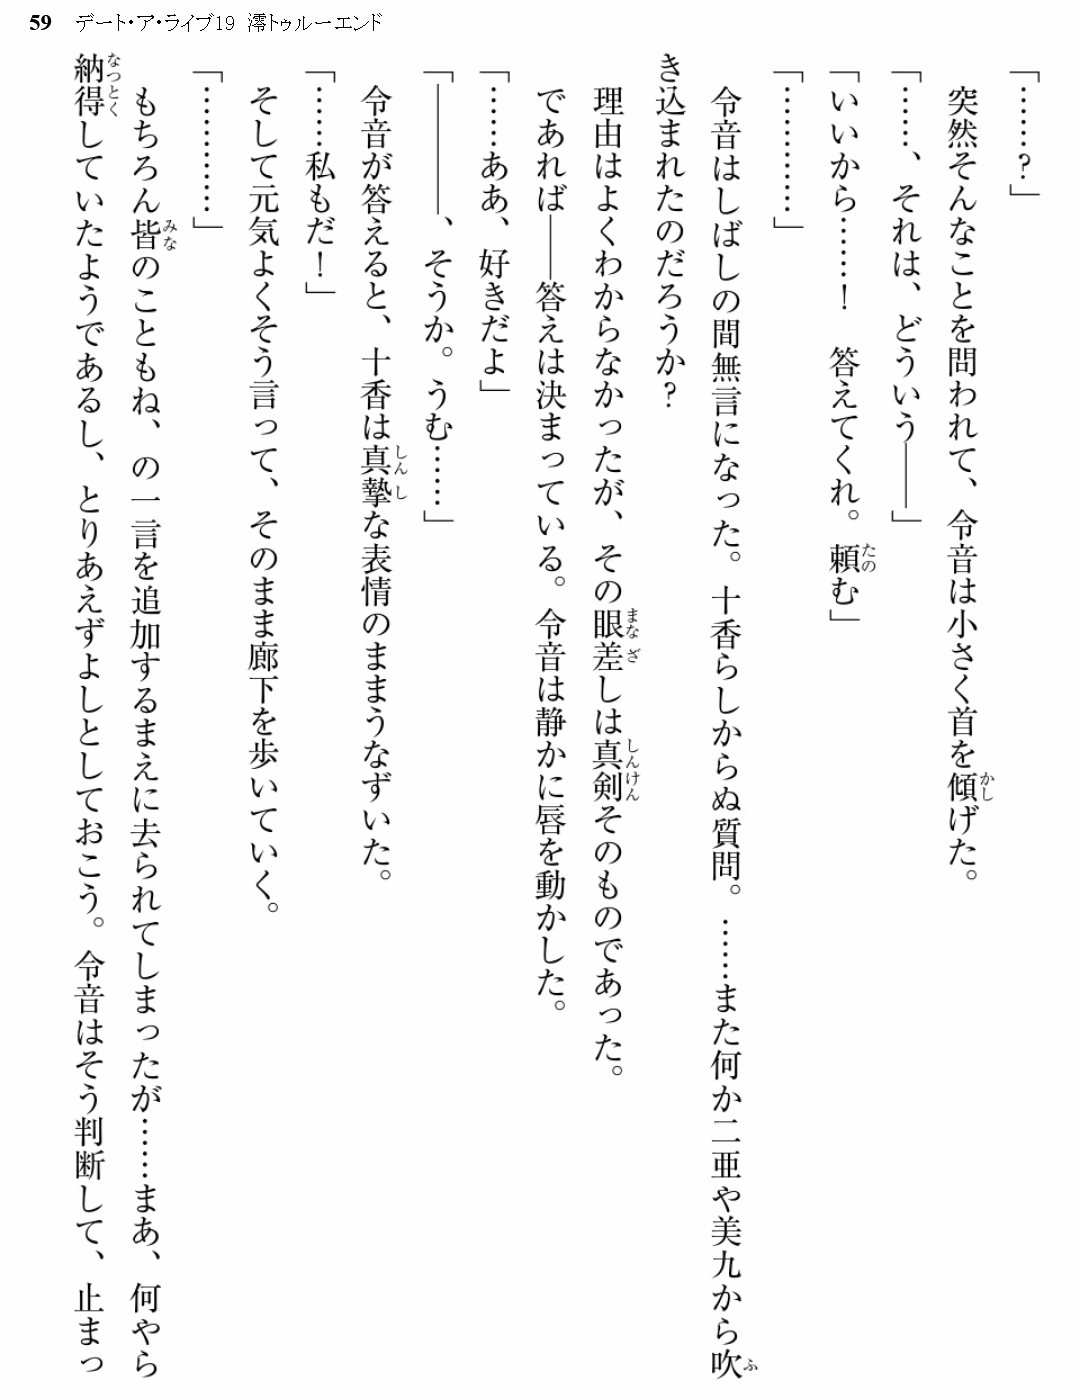 59 デート・ア・ライブ19 澪トゥルーエンド
「……？」
突然そんなことを問われて、令音は小さく首を傾げた。
「……、それは、どういう――」
「いいから……！　答えてくれ。頼む」
「…………」
令音はしばしの間無言になった。十香らしからぬ質問。……また何か二亜や美九から吹
き込まれたのだろうか？
理由はよくわからなかったが、その眼差しは真剣そのものであった。
であれば――答えは決まっている。令音は静かに唇を動かした。
「……ああ、好きだよ」
「――――、そうか。うむ……」
令音が答えると、十香は真摯な表情のままうなずいた。
「……私もだ！」
そして元気よくそう言って、そのまま廊下を歩いていく。
「…………」
もちろん皆のこともね、の一言を追加するまえに去られてしまったが……まあ、何やら
納得していたようであるし、とりあえずよしとしておこう。令音はそう判断して、止まっ